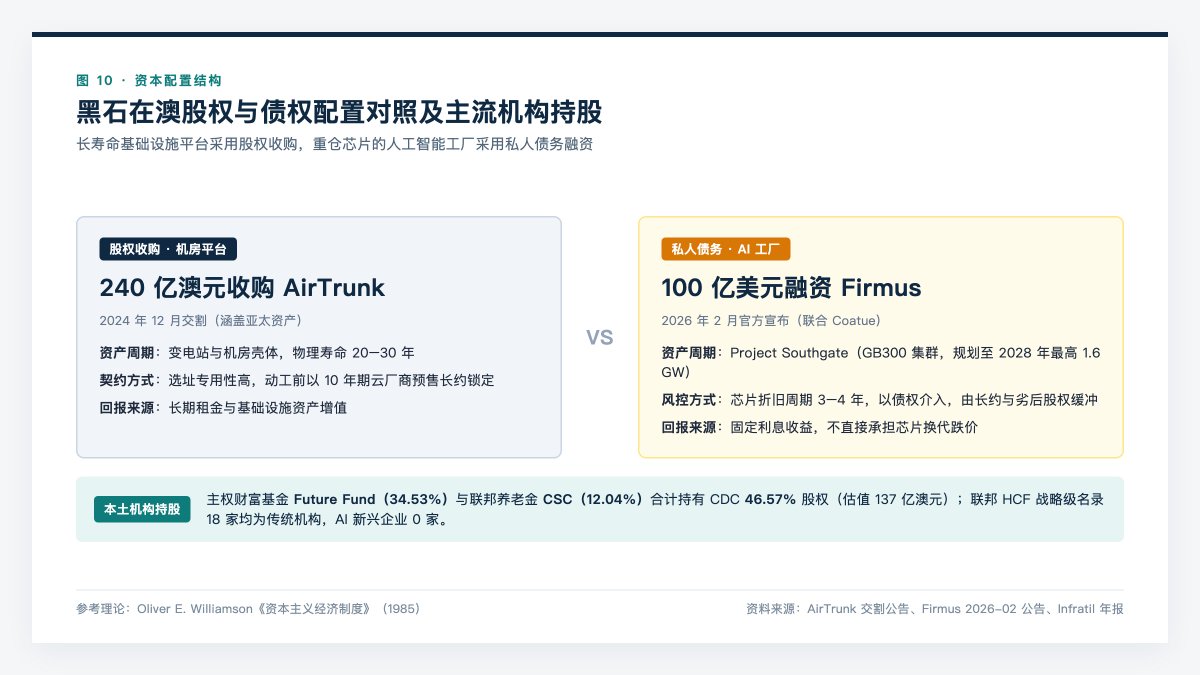 图 10 · 资本配置结构
黑石在澳股权与债权配置对照及主流机构持股
长寿命基础设施平台采用股权收购，重仓芯片的人工智能工厂采用私人债务融资
股权收购 · 机房平台
240 亿澳元收购 AirTrunk
2024 年 12 月交割（涵盖亚太资产）
资产周期：变电站与机房壳体，物理寿命 20—30 年
契约方式：选址专用性高，动工前以 10 年期云厂商预售长约锁定
回报来源：长期租金与基础设施资产增值
VS
私人债务 · AI 工厂
100 亿美元融资 Firmus
2026 年 2 月官方宣布（联合 Coatue）
资产周期：Project Southgate（GB300 集群，规划至 2028 年最高 1.6
GW）
风控方式：芯片折旧周期 3—4 年，以债权介入，由长约与劣后股权缓冲
回报来源：固定利息收益，不直接承担芯片换代跌价
本土机构持股
主权财富基金 Future Fund（34.53%）与联邦养老金 CSC（12.04%）合计持有 CDC 46.57% 股权（估值 137 亿澳元）；联邦 HCF 战略级名录
18 家均为传统机构，AI 新兴企业 0 家。
参考理论：Oliver E. Williamson《资本主义经济制度》（1985）
资料来源：AirTrunk 交割公告、Firmus 2026-02 公告、Infratil 年报